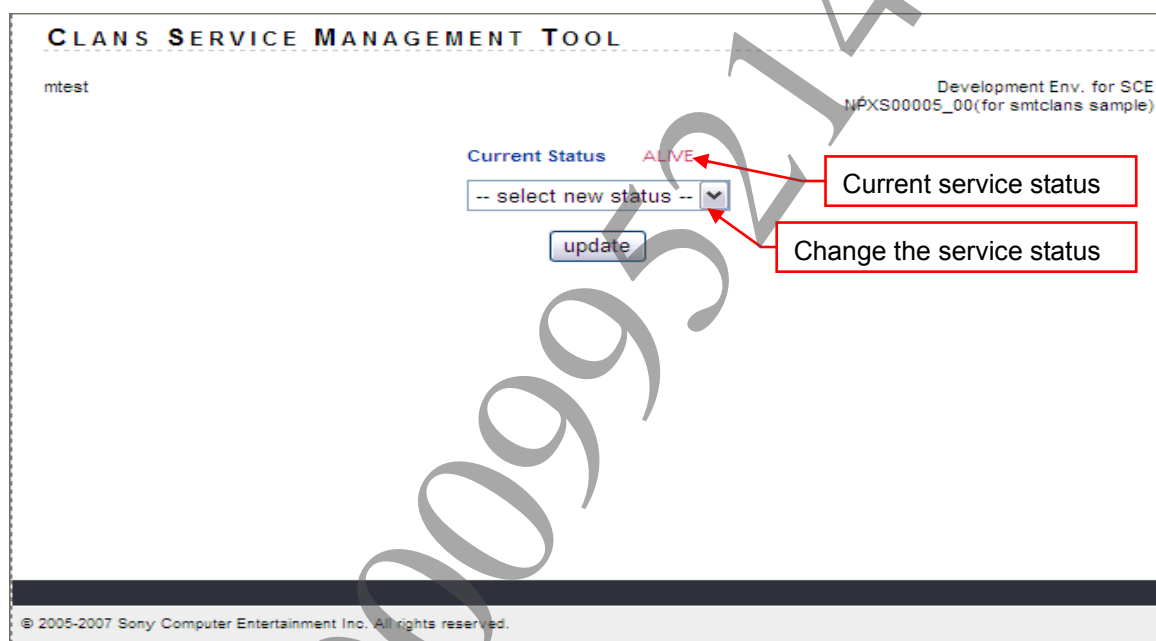 CLANS SERVICE MANAGEMENT TOOL
mtest
Development Env. for SCE
NPXS00005_00(for smtclans sample)
Current Status ALIVE
Current service status
-- select new status --
Change the service status
update
© 2005-2007 Sony Computer Entertainment Inc. All rights reserved.
000995214